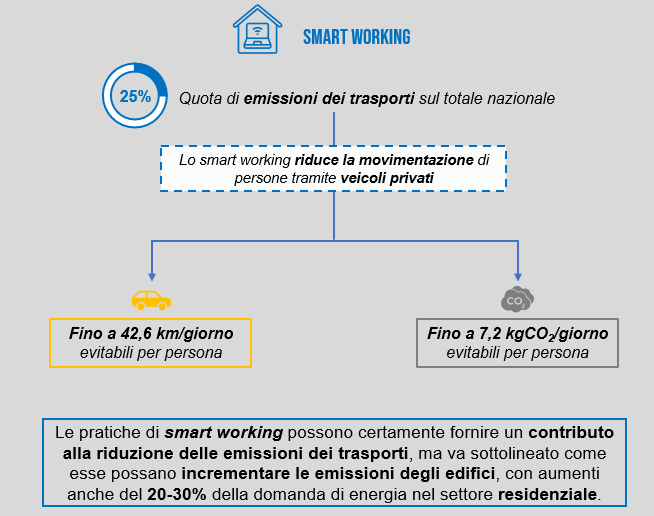 SMART WORKING
25%
Quota di emissioni dei trasporti sul totale nazionale
Lo smart working riduce la movimentazione di
persone tramite veicoli privati
CO₂
Fino a 42,6 km/giorno
evitabili per persona
Fino a 7,2 kgCO₂/giorno
evitabili per persona
Le pratiche di smart working possono certamente fornire un contributo
alla riduzione delle emissioni dei trasporti, ma va sottolineato come
esse possano incrementare le emissioni degli edifici, con aumenti
anche del 20-30% della domanda di energia nel settore residenziale.